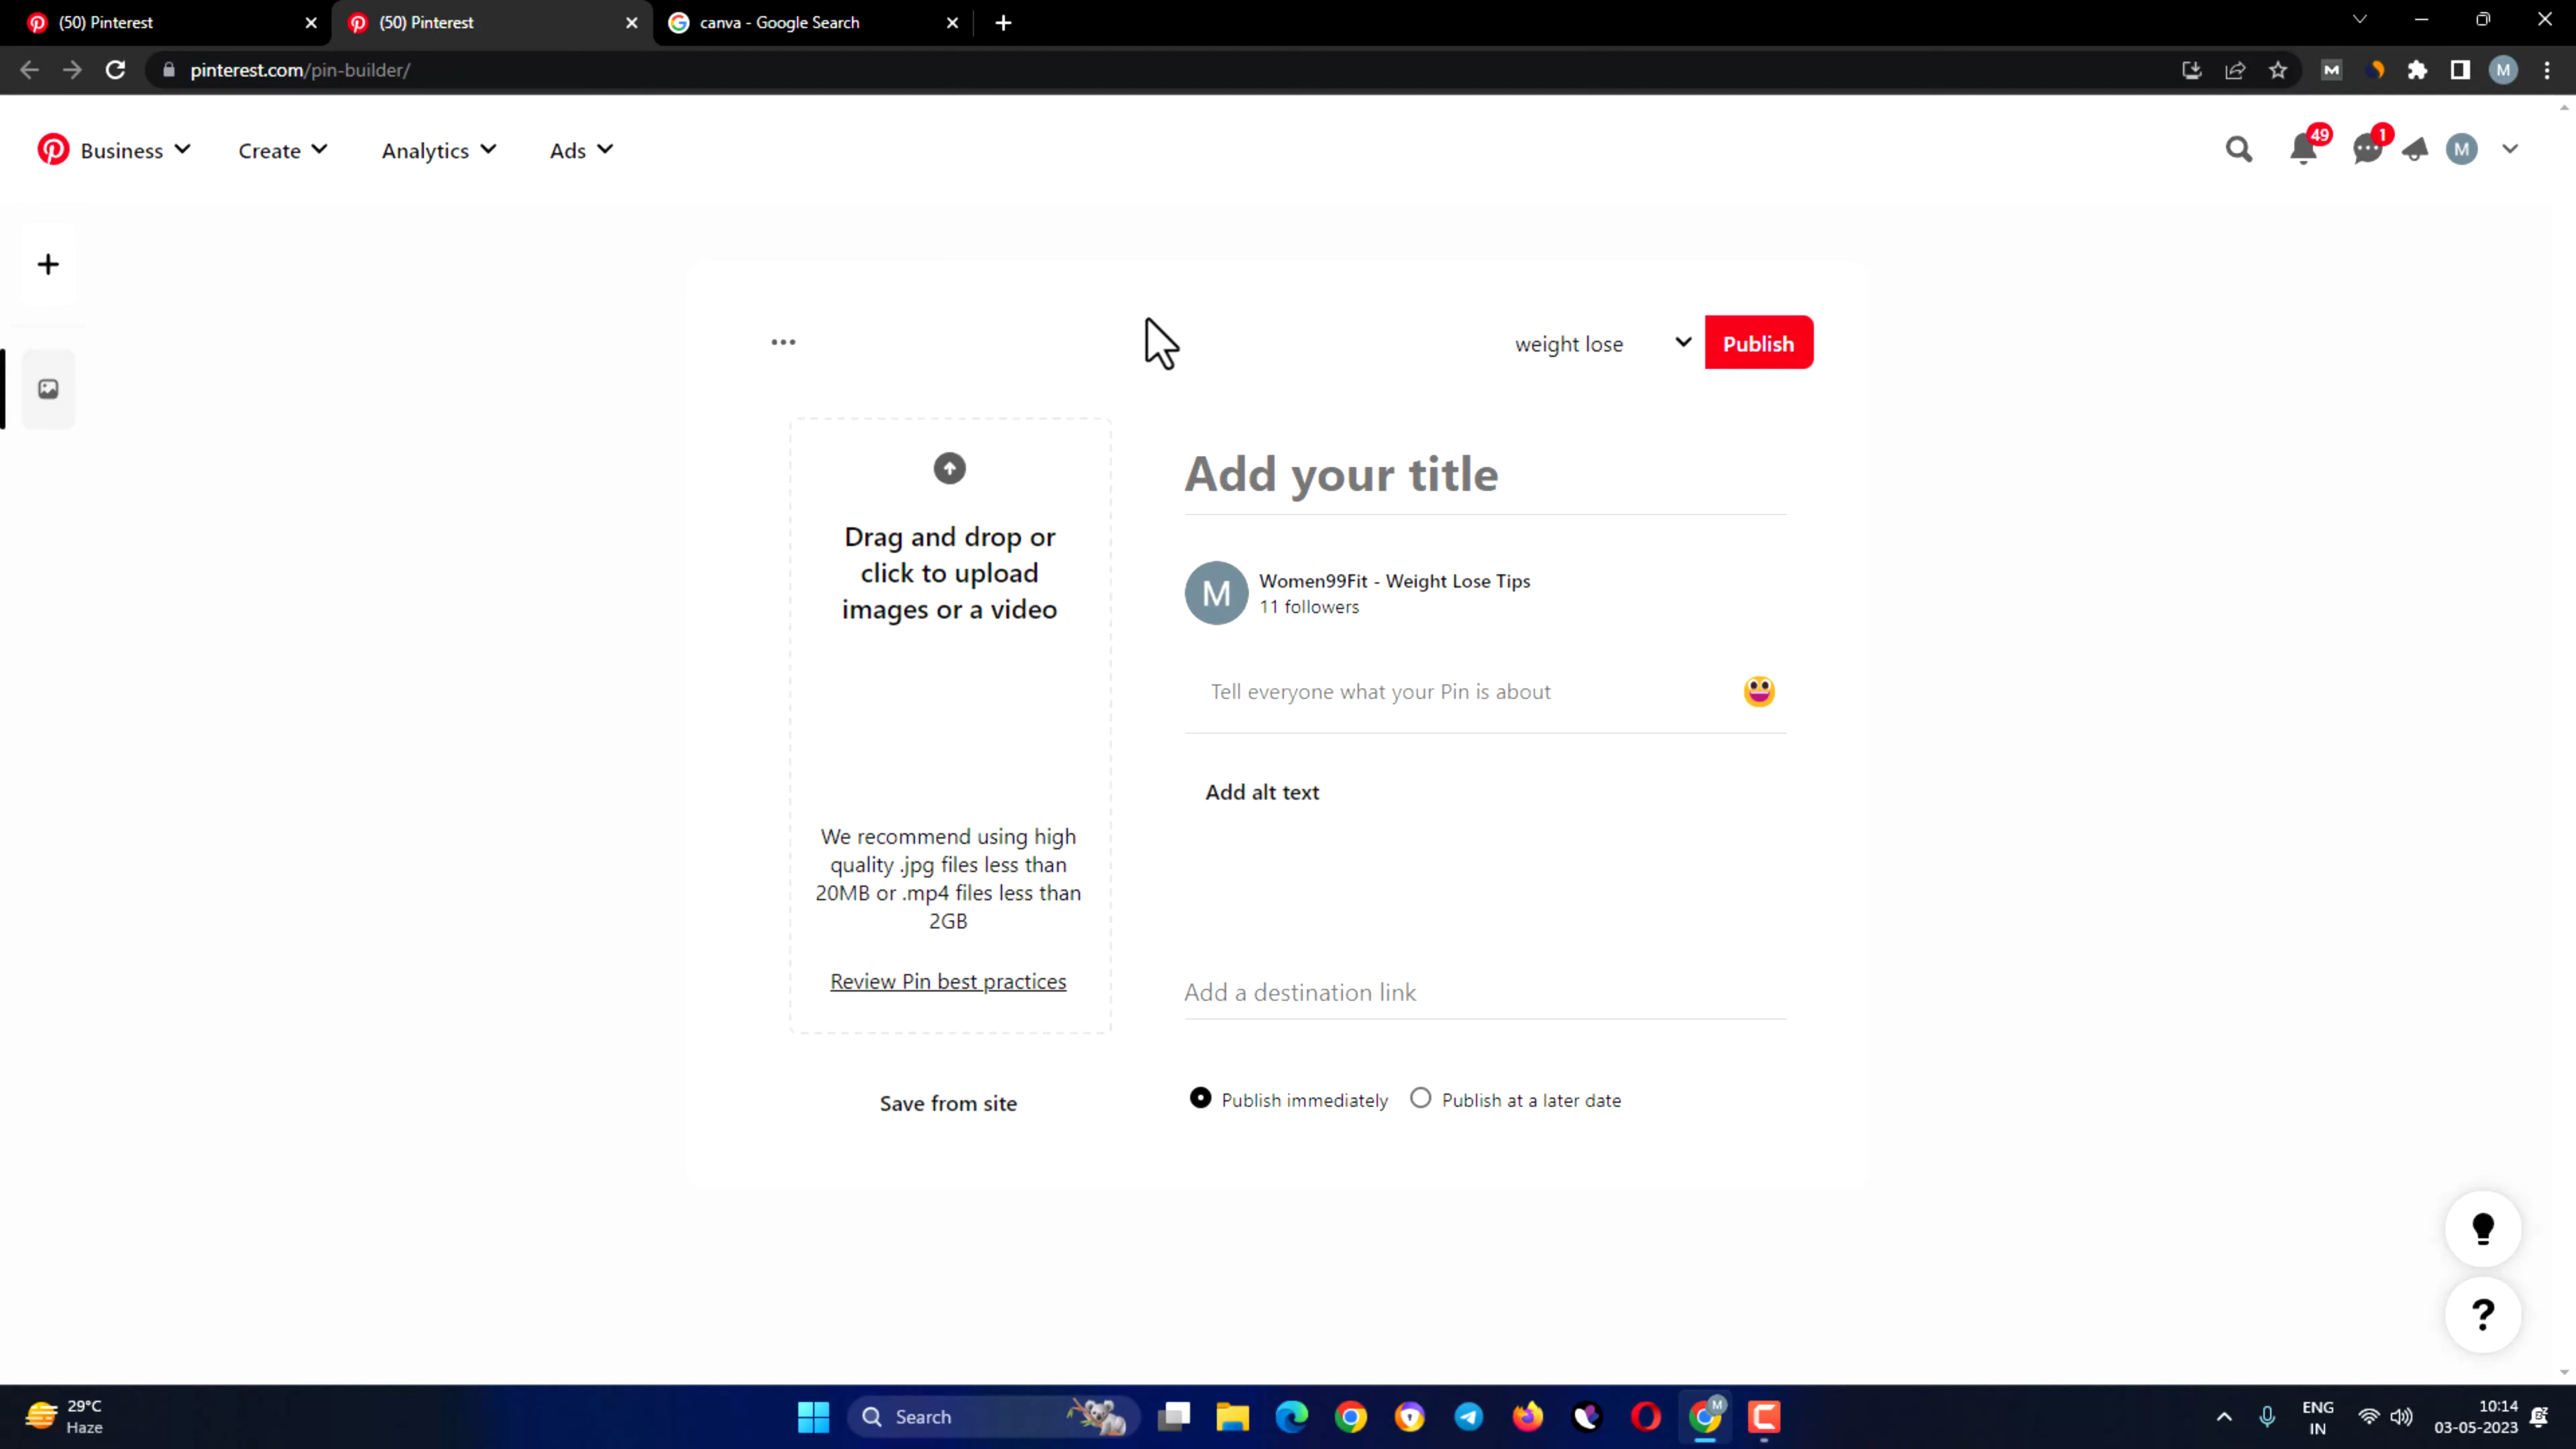 (50) Pinterest
(50) Pinterest
canva - Google Search
pinterest.com/pin-builder/
M
M
Business
Create
Analytics
Ads
49
1
M
weight lose
Publish
Drag and drop or
click to upload
images or a video
We recommend using high
quality .jpg files less than
20MB or .mp4 files less than
2GB
Review Pin best practices
Save from site
Add your title
M
Women99Fit - Weight Lose Tips
11 followers
Tell everyone what your Pin is about
Add alt text
Add a destination link
Publish immediately
Publish at a later date
?
29°C
Haze
Search
M
ENG
IN
10:14
03-05-2023